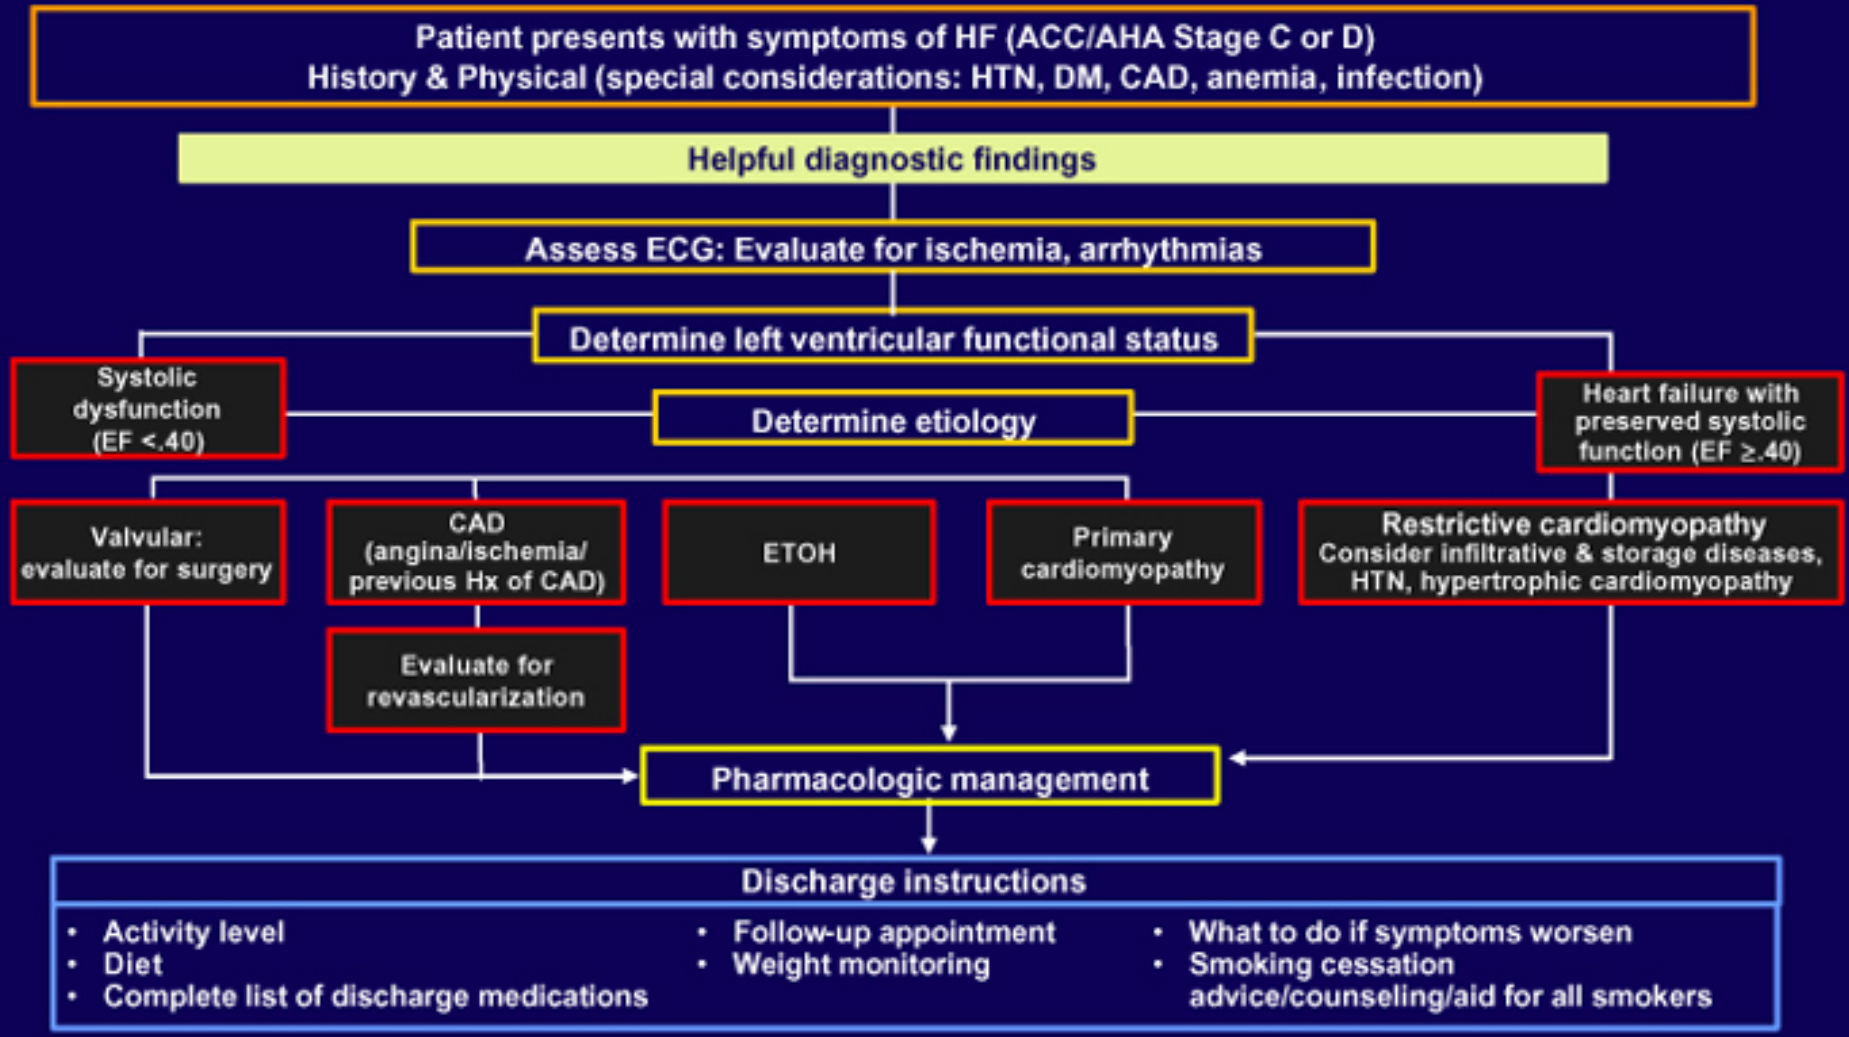 Patient presents with symptoms of HF (ACC/AHA Stage C or D)
History & Physical (special considerations: HTN, DM, CAD, anemia, infection)
Helpful diagnostic findings
Assess ECG: Evaluate for ischemia, arrhythmias
Determine left ventricular functional status
Systolic
dysfunction
(EF <.40)
Determine etiology
Heart failure with
preserved systolic
function (EF ≥.40)
Valvular:
evaluate for surgery
CAD
(angina/ischemia/
previous Hx of CAD)
ETOH
Primary
cardiomyopathy
Restrictive cardiomyopathy
Consider infiltrative & storage diseases,
HTN, hypertrophic cardiomyopathy
Evaluate for
revascularization
Pharmacologic management
Discharge instructions
• Activity level
• Diet
• Complete list of discharge medications
• Follow-up appointment
• Weight monitoring
• What to do if symptoms worsen
• Smoking cessation
advice/counseling/aid for all smokers